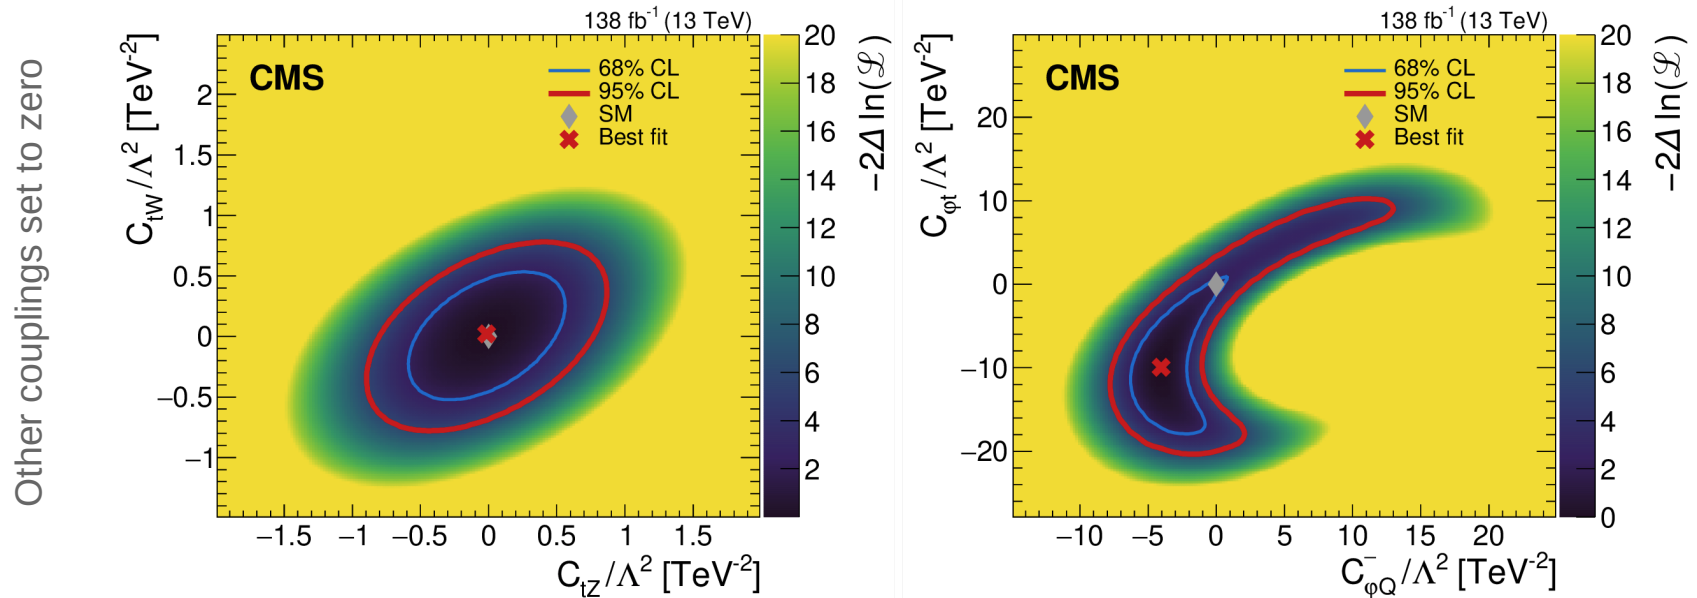 Other couplings set to zero
138 fb⁻¹ (13 TeV)
CMS
68% CL
95% CL
SM
Best fit
C_tW/Λ² [TeV⁻²]
2
1.5
1
0.5
0
−0.5
−1
−1.5 −1 −0.5 0 0.5 1 1.5
C_tZ/Λ² [TeV⁻²]
20
18
16
14
12
10
8
6
4
2
−2Δ ln(ℒ)
138 fb⁻¹ (13 TeV)
CMS
68% CL
95% CL
SM
Best fit
C_φt/Λ² [TeV⁻²]
20
10
0
−10
−20
−10 −5 0 5 10 15 20
C⁻_φQ/Λ² [TeV⁻²]
20
18
16
14
12
10
8
6
4
2
0
−2Δ ln(ℒ)